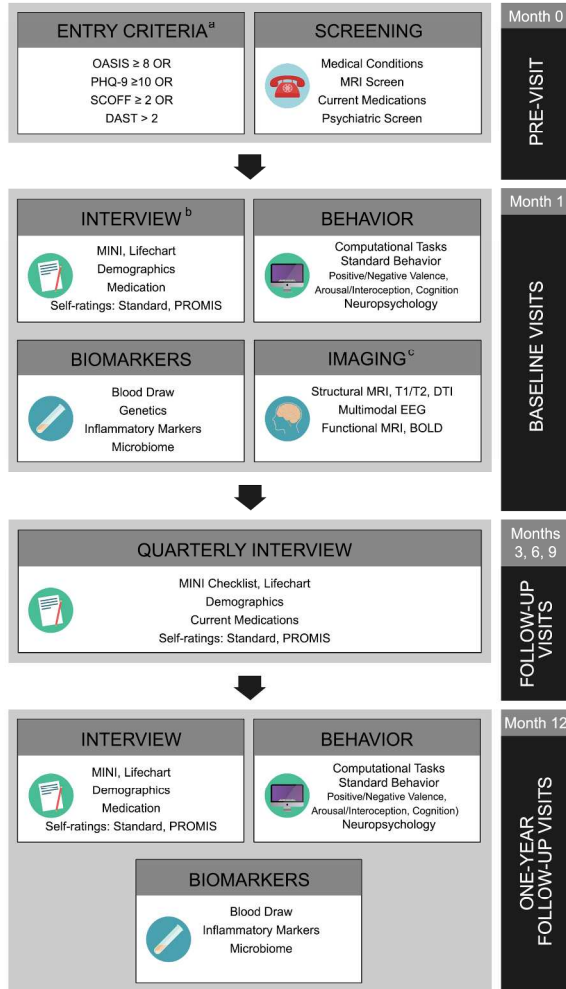 ENTRY CRITERIAa
OASIS ≥ 8 OR
PHQ-9 ≥10 OR
SCOFF ≥ 2 OR
DAST > 2
SCREENING
Medical Conditions
MRI Screen
Current Medications
Psychiatric Screen
Month 0
PRE-VISIT
INTERVIEW b
MINI, Lifechart
Demographics
Medication
Self-ratings: Standard, PROMIS
BEHAVIOR
Computational Tasks
Standard Behavior
Positive/Negative Valence,
Arousal/Interoception, Cognition
Neuropsychology
BIOMARKERS
Blood Draw
Genetics
Inflammatory Markers
Microbiome
IMAGINGc
Structural MRI, T1/T2, DTI
Multimodal EEG
Functional MRI, BOLD
Month 1
BASELINE VISITS
QUARTERLY INTERVIEW
MINI Checklist, Lifechart
Demographics
Current Medications
Self-ratings: Standard, PROMIS
Months
3, 6, 9
FOLLOW-UP
VISITS
INTERVIEW
MINI, Lifechart
Demographics
Medication
Self-ratings: Standard, PROMIS
BEHAVIOR
Computational Tasks
Standard Behavior
Positive/Negative Valence,
Arousal/Interoception, Cognition)
Neuropsychology
BIOMARKERS
Blood Draw
Inflammatory Markers
Microbiome
Month 12
ONE-YEAR
FOLLOW-UP VISITS